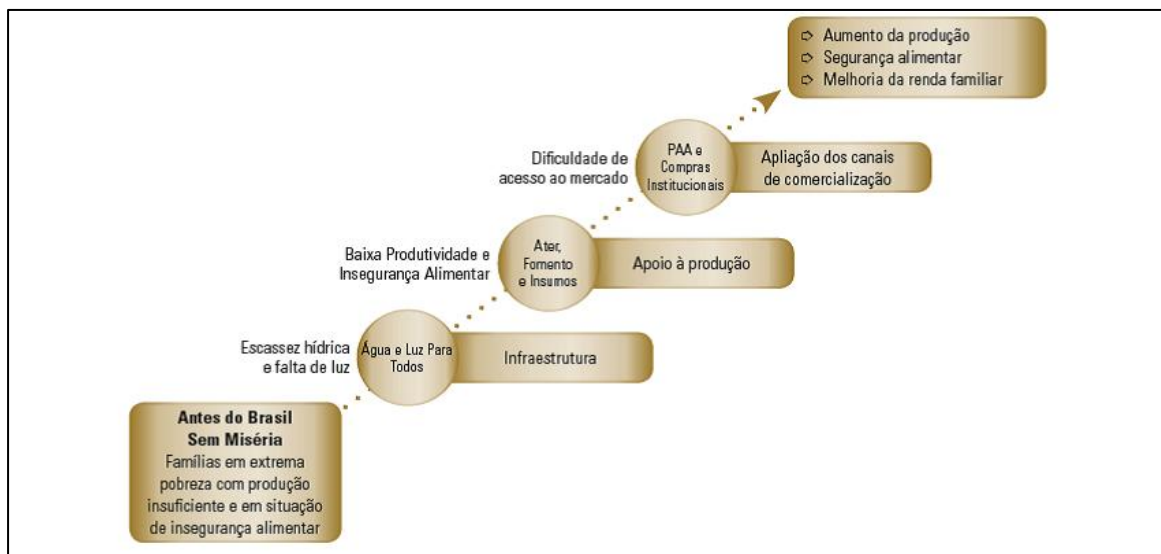 ⇨ Aumento da produção
⇨ Segurança alimentar
⇨ Melhoria da renda familiar
Dificuldade de
acesso ao mercado
PAA e
Compras
Institucionais
Apliação dos canais
de comercialização
Baixa Produtividade e
Insegurança Alimentar
Ater,
Fomento
e Insumos
Apoio à produção
Escassez hídrica
e falta de luz
Água e Luz Para
Todos
Infraestrutura
Antes do Brasil
Sem Miséria
Famílias em extrema
pobreza com produção
insuficiente e em situação
de insegurança alimentar